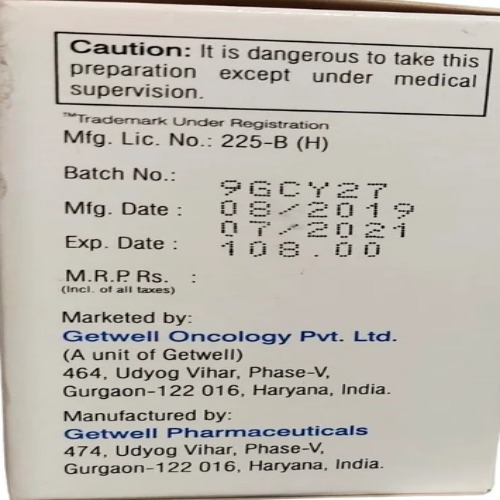 Caution: It is dangerous to take this
preparation except under medical
supervision.
™Trademark Under Registration
Mfg. Lic. No.: 225-B (H)
Batch No.: 9GCY27
Mfg. Date : 08/2019
Exp. Date : 07/2021
M.R.P. Rs. : 108.00
(Incl. of all taxes)
Marketed by:
Getwell Oncology Pvt. Ltd.
(A unit of Getwell)
464, Udyog Vihar, Phase-V,
Gurgaon-122 016, Haryana, India.
Manufactured by:
Getwell Pharmaceuticals
474, Udyog Vihar, Phase-V,
Gurgaon-122 016, Haryana, India.